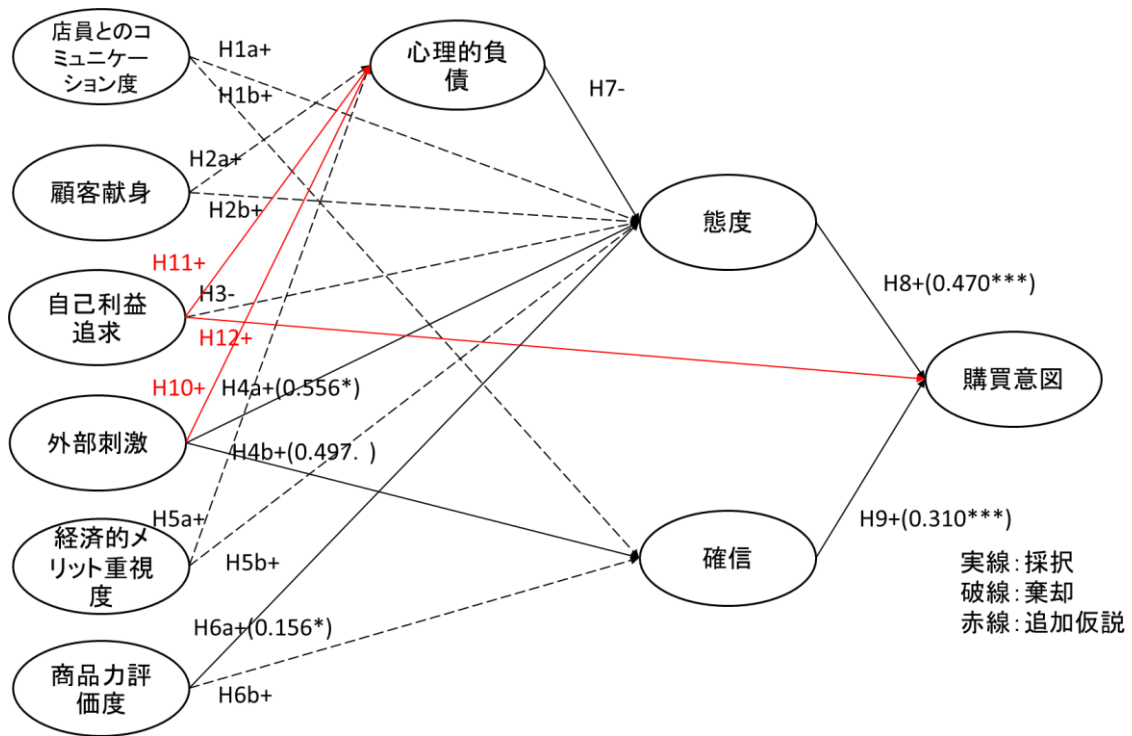 店員とのコ
ミュニケー
ション度
H1a+
H1b+
心理的負
債
H7-
顧客献身
H2a+
H2b+
態度
H11+
自己利益
追求
H3-
H12+
H8+(0.470***)
購買意図
H10+
H4a+(0.556*)
外部刺激
H4b+(0.497. )
H5a+
経済的メ
リット重視
度
H5b+
確信
H9+(0.310***)
実線：採択
破線：棄却
赤線：追加仮説
H6a+(0.156*)
商品力評
価度
H6b+